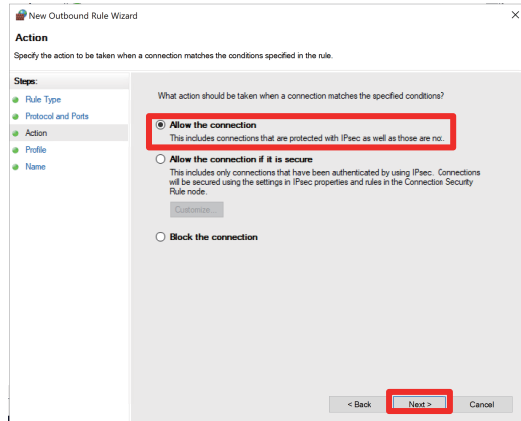 New Outbound Rule Wizard
Action
Specify the action to be taken when a connection matches the conditions specified in the rule.
Steps:
Rule Type
Protocol and Ports
Action
Profile
Name
What action should be taken when a connection matches the specified conditions?
Allow the connection
This includes connections that are protected with IPsec as well as those are not.
Allow the connection if it is secure
This includes only connections that have been authenticated by using IPsec. Connections
will be secured using the settings in IPsec properties and rules in the Connection Security
Rule node.
Customize...
Block the connection
< Back
Next >
Cancel